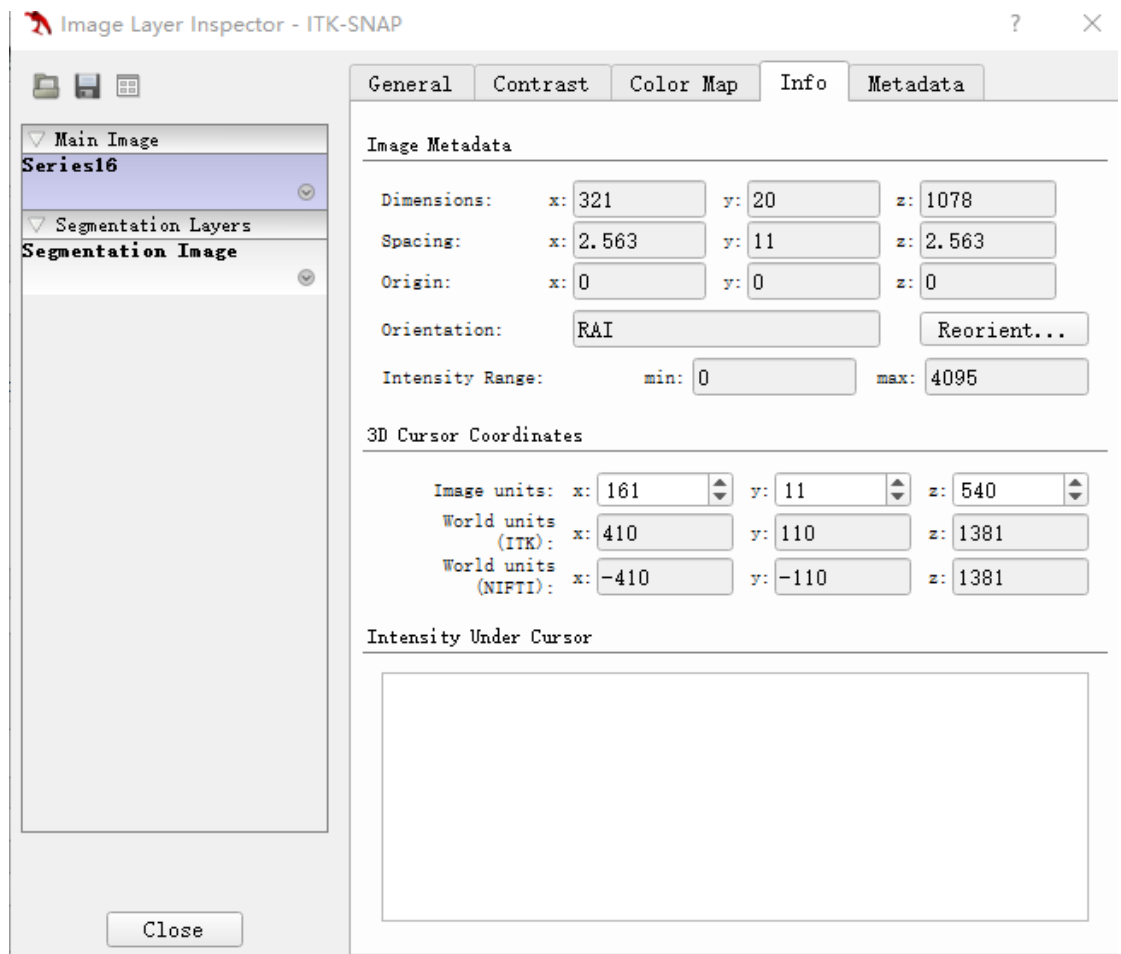 Image Layer Inspector - ITK-SNAP ?
General Contrast Color Map Info Metadata
Main Image
Series16
Segmentation Layers
Segmentation Image
Close
Image Metadata
Dimensions: x: 321 y: 20 z: 1078
Spacing: x: 2.563 y: 11 z: 2.563
Origin: x: 0 y: 0 z: 0
Orientation: RAI Reorient...
Intensity Range: min: 0 max: 4095
3D Cursor Coordinates
Image units: x: 161 y: 11 z: 540
World units (ITK): x: 410 y: 110 z: 1381
World units (NIFTI): x: -410 y: -110 z: 1381
Intensity Under Cursor